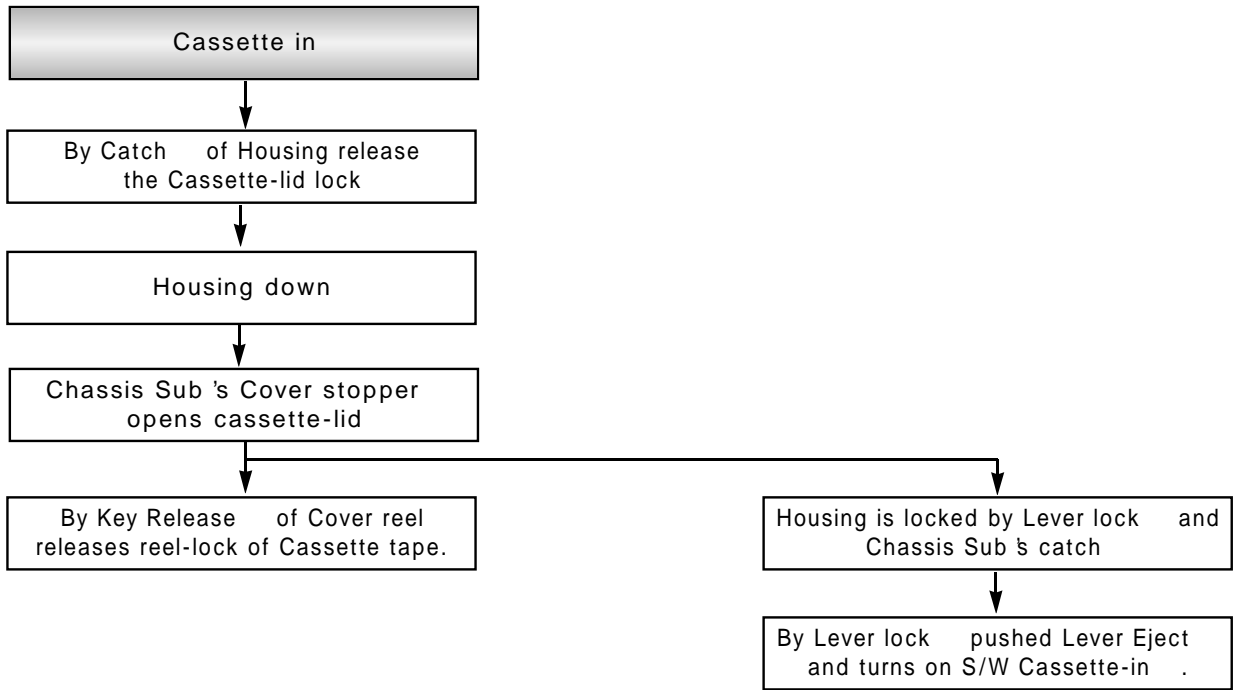 Cassette in
By Catch of Housing release
the Cassette-lid lock
Housing down
Chassis Sub's Cover stopper
opens cassette-lid
By Key Release of Cover reel
releases reel-lock of Cassette tape.
Housing is locked by Lever lock and
Chassis Sub's catch
By Lever lock pushed Lever Eject
and turns on S/W Cassette-in .